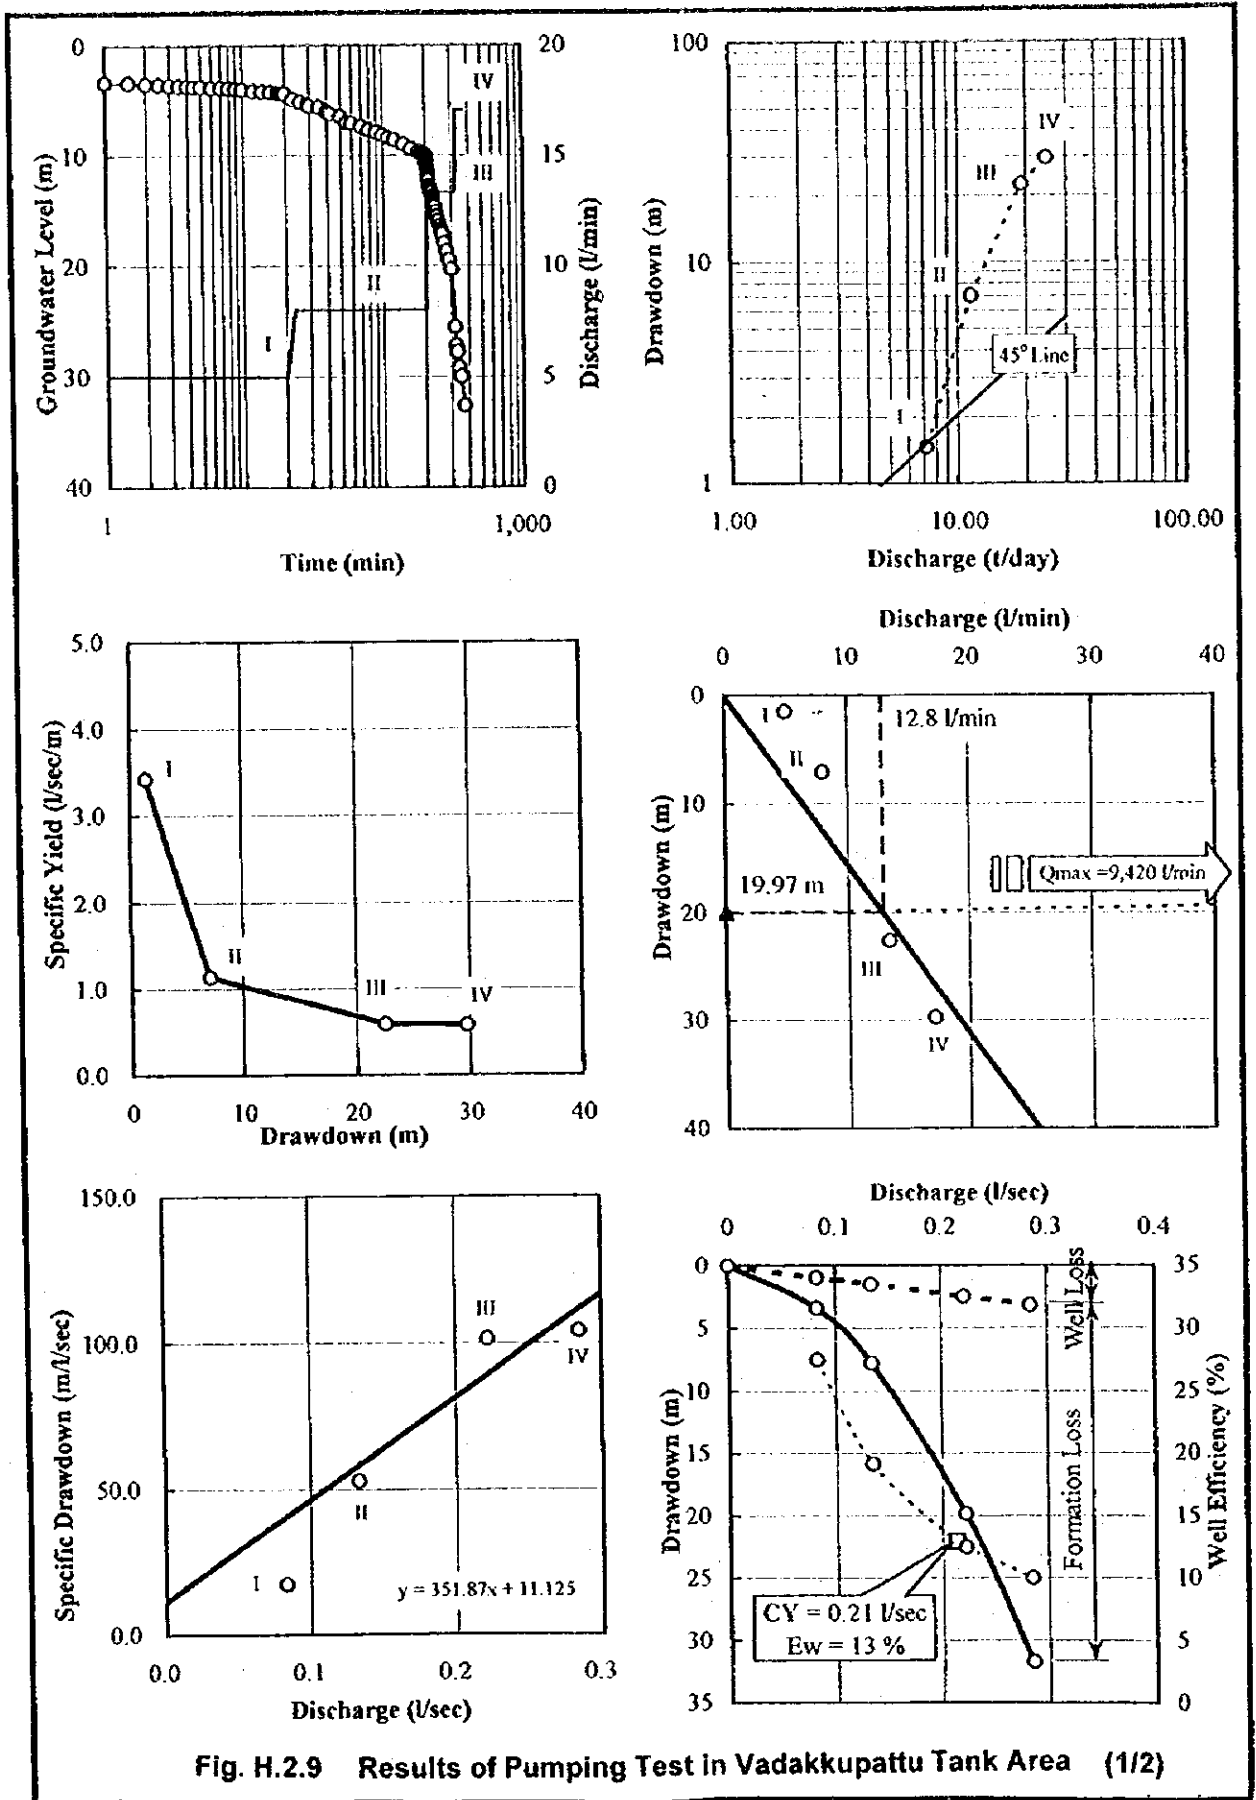 0
10
20
30
40
Groundwater Level (m)
20
15
10
5
0
Discharge (l/min)
I
II
III
IV
1
1,000
Time (min)
100
10
1
Drawdown (m)
I
II
III
IV
45° Line
1.00
10.00
100.00
Discharge (t/day)
5.0
4.0
3.0
2.0
1.0
0.0
Specific Yield (l/sec/m)
I
II
III
IV
0
10
20
30
40
Drawdown (m)
Discharge (l/min)
0
10
20
30
40
0
10
20
30
40
Drawdown (m)
I
II
III
IV
12.8 l/min
19.97 m
Qmax =9,420 l/min
150.0
100.0
50.0
0.0
Specific Drawdown (m/l/sec)
I
II
III
IV
y = 351.87x + 11.125
0.0
0.1
0.2
0.3
Discharge (l/sec)
Discharge (l/sec)
0
0.1
0.2
0.3
0.4
0
5
10
15
20
25
30
35
Drawdown (m)
35
30
25
20
15
10
5
0
Well Efficiency (%)
Well Loss
Formation Loss
CY = 0.21 l/sec
Ew = 13 %
Fig. H.2.9 Results of Pumping Test in Vadakkupattu Tank Area (1/2)